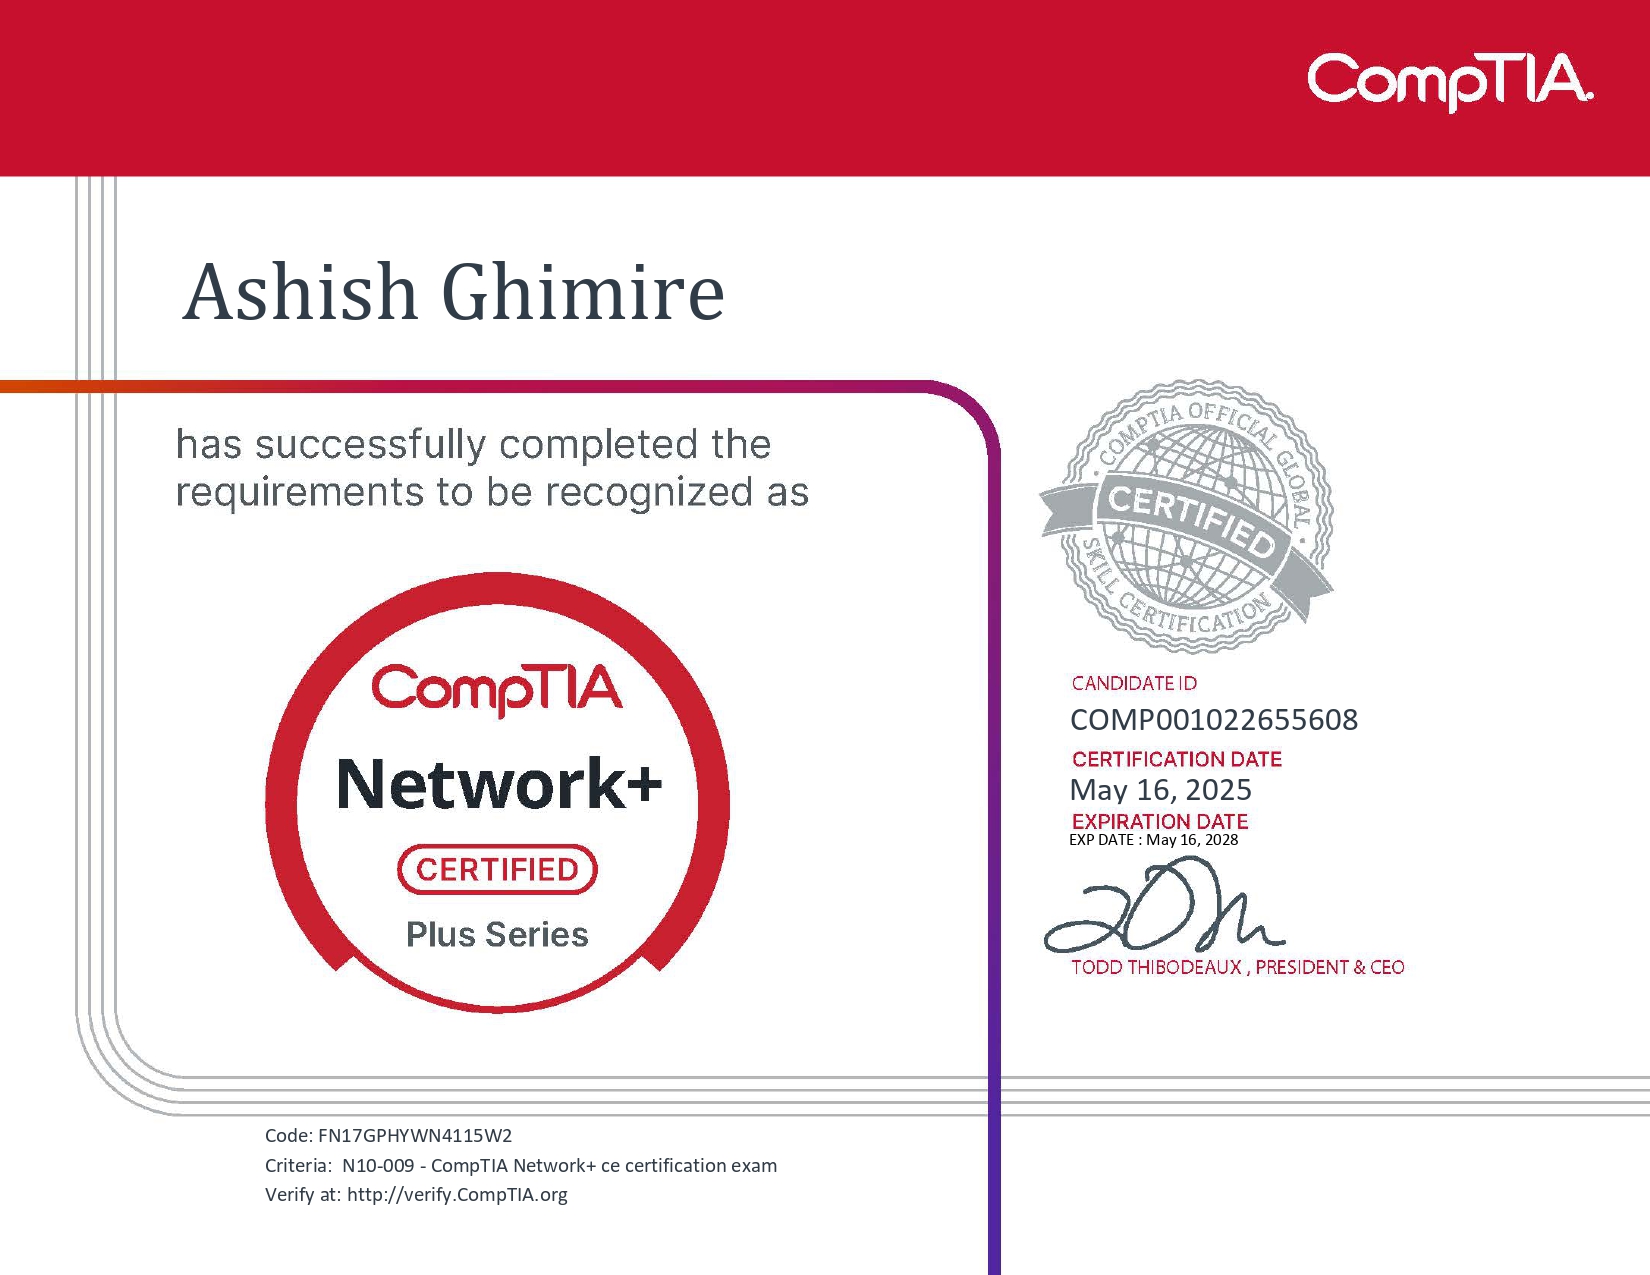 CompTIA.
Ashish Ghimire
has successfully completed the
requirements to be recognized as
CompTIA
Network+
CERTIFIED
Plus Series
COMPTIA OFFICIAL GLOBAL
CERTIFIED
SKILL CERTIFICATION
CANDIDATE ID
COMP001022655608
CERTIFICATION DATE
May 16, 2025
EXPIRATION DATE
EXP DATE : May 16, 2028
TODD THIBODEAUX , PRESIDENT & CEO
Code: FN17GPHYWN4115W2
Criteria:  N10-009 - CompTIA Network+ ce certification exam
Verify at: http://verify.CompTIA.org